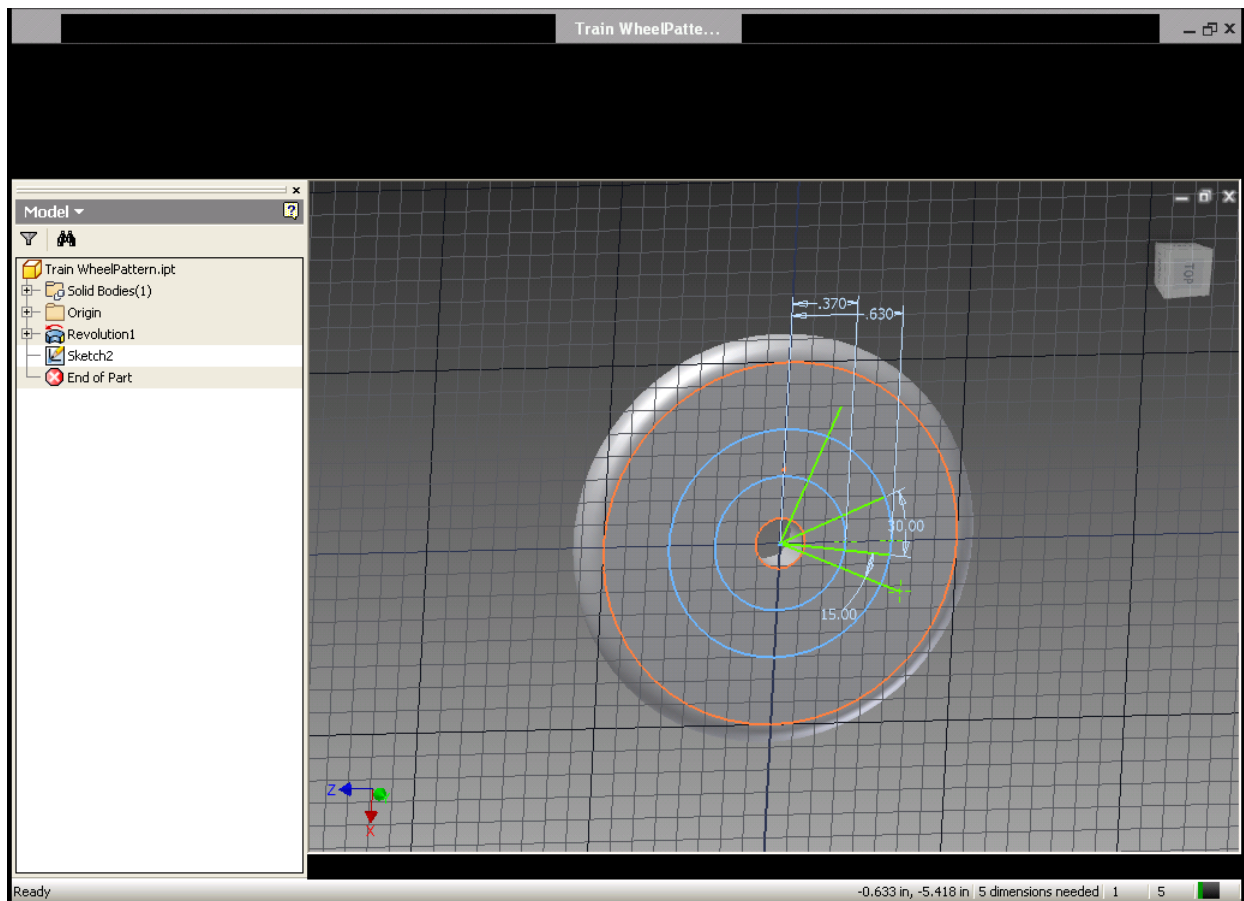 Train WheelPatte...
Model
Train WheelPattern.ipt
Solid Bodies(1)
Origin
Revolution1
Sketch2
End of Part
TOP
.370
.630
30.00
15.00
Z
X
Ready
-0.633 in, -5.418 in 5 dimensions needed 1 5